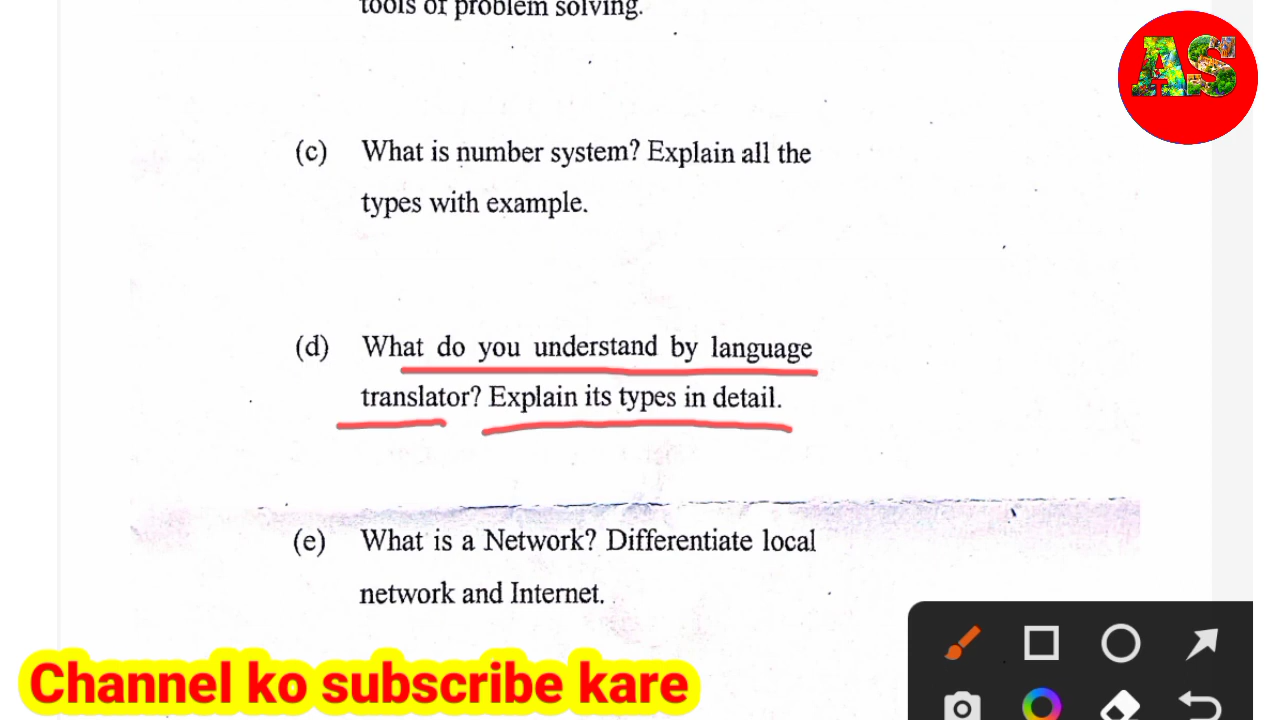 tools of problem solving.
AS
(c) What is number system? Explain all the
types with example.
(d) What do you understand by language
translator? Explain its types in detail.
(e) What is a Network? Differentiate local
network and Internet.
Channel ko subscribe kare